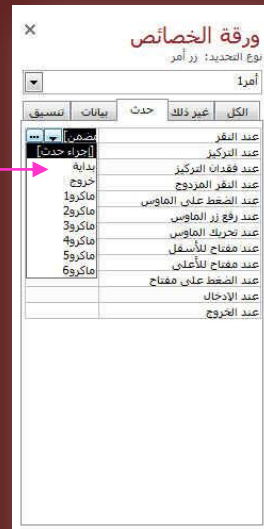 ورقة الخصائص
نوع التحديد: زر أمر
أمر1
الكل غير ذلك حدث بيانات تنسيق
عند النقر [مضمن]
عند التركيز [إجراء حدث]
عند فقدان التركيز بداية
عند النقر المزدوج خروج
عند الضغط على الماوس ماكرو1
عند رفع زر الماوس ماكرو2
عند تحريك الماوس ماكرو3
عند مفتاح للأسفل ماكرو4
عند مفتاح للأعلى ماكرو5
عند الضغط على مفتاح ماكرو6
عند الإدخال
عند الخروج